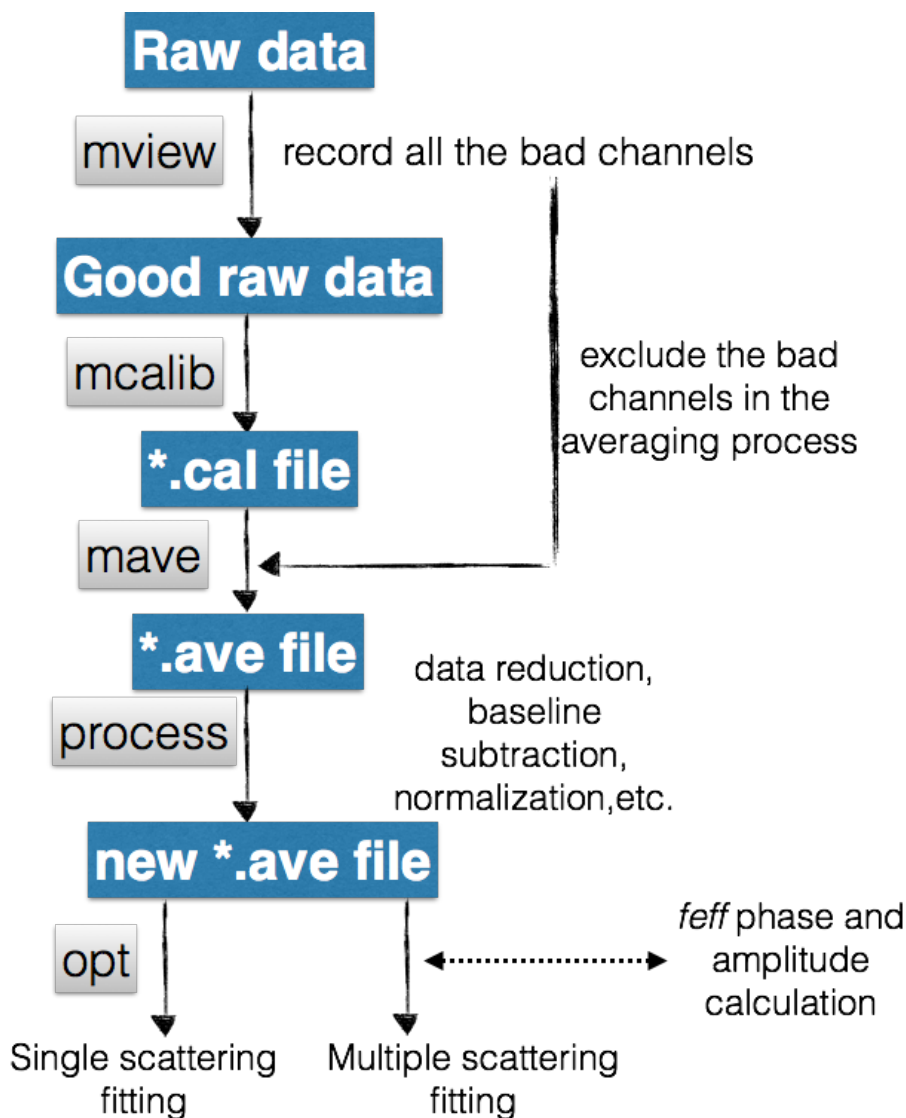 Raw data
mview
record all the bad channels
Good raw data
mcalib
exclude the bad
channels in the
averaging process
*.cal file
mave
*.ave file
data reduction,
baseline
subtraction,
normalization,etc.
process
new *.ave file
opt
feff phase and
amplitude
calculation
Single scattering
fitting
Multiple scattering
fitting